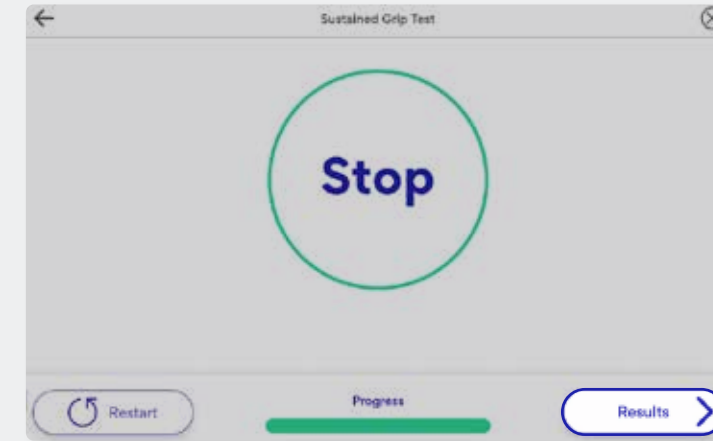 Sustained Grip Test
Stop
Restart
Progress
Results